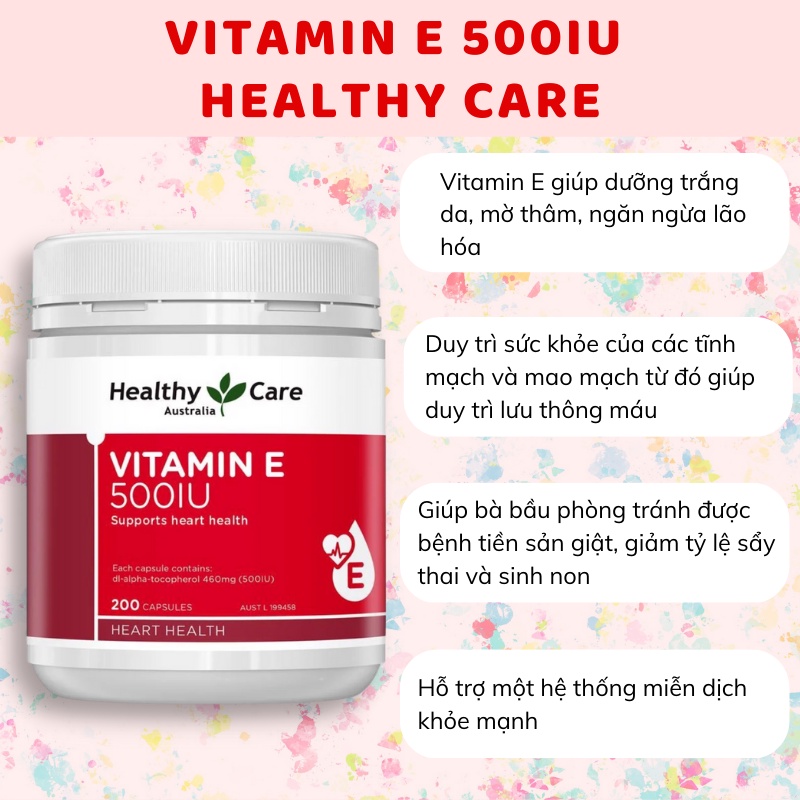 VITAMIN E 500IU
HEALTHY CARE
Vitamin E giúp dưỡng trắng
da, mờ thâm, ngăn ngừa lão
hóa
Duy trì sức khỏe của các tĩnh
mạch và mao mạch từ đó giúp
duy trì lưu thông máu
Giúp bà bầu phòng tránh được
bệnh tiền sản giật, giảm tỷ lệ sẩy
thai và sinh non
Hỗ trợ một hệ thống miễn dịch
khỏe mạnh
Healthy Care
Australia
VITAMIN E
500IU
Supports heart health
Each capsule contains:
dl-alpha-tocopherol 460mg (500IU)
E
200 CAPSULES AUST L 199458
HEART HEALTH